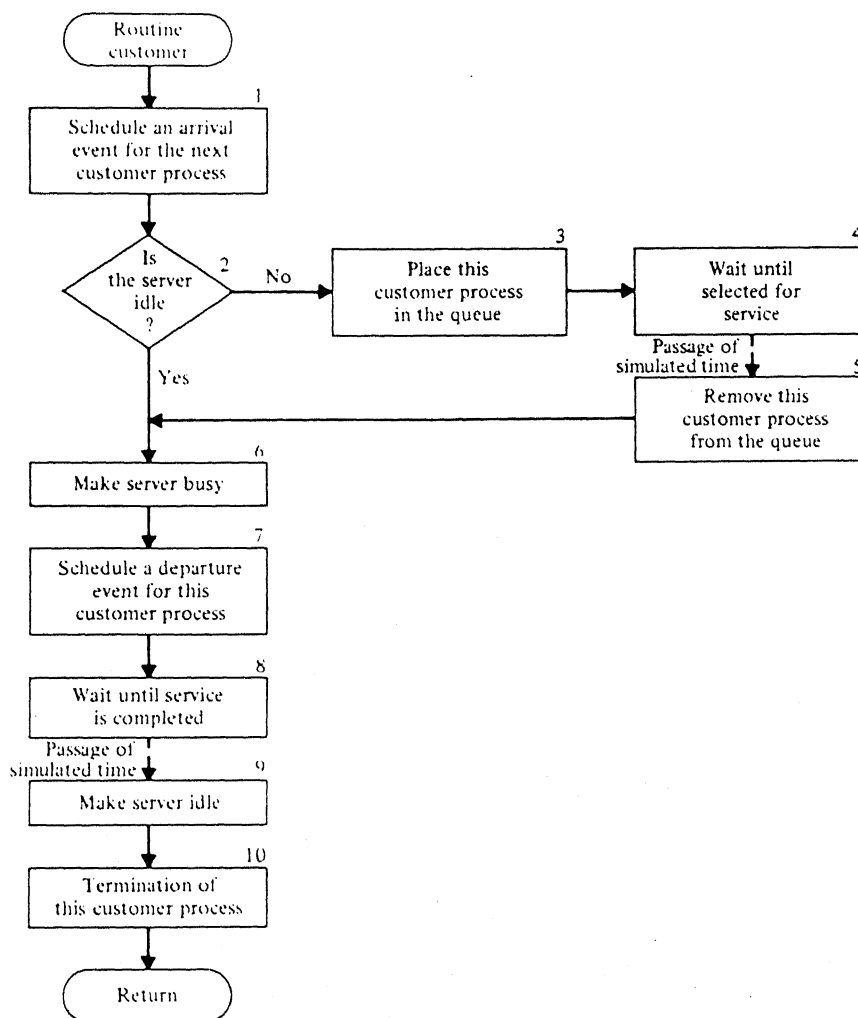 Routine
customer
1
Schedule an arrival
event for the next
customer process
Is
the server
idle
?
2
No
Yes
3
Place this
customer process
in the queue
4
Wait until
selected for
service
Passage of
simulated time
5
Remove this
customer process
from the queue
6
Make server busy
7
Schedule a departure
event for this
customer process
8
Wait until service
is completed
Passage of
simulated time
9
Make server idle
10
Termination of
this customer process
Return